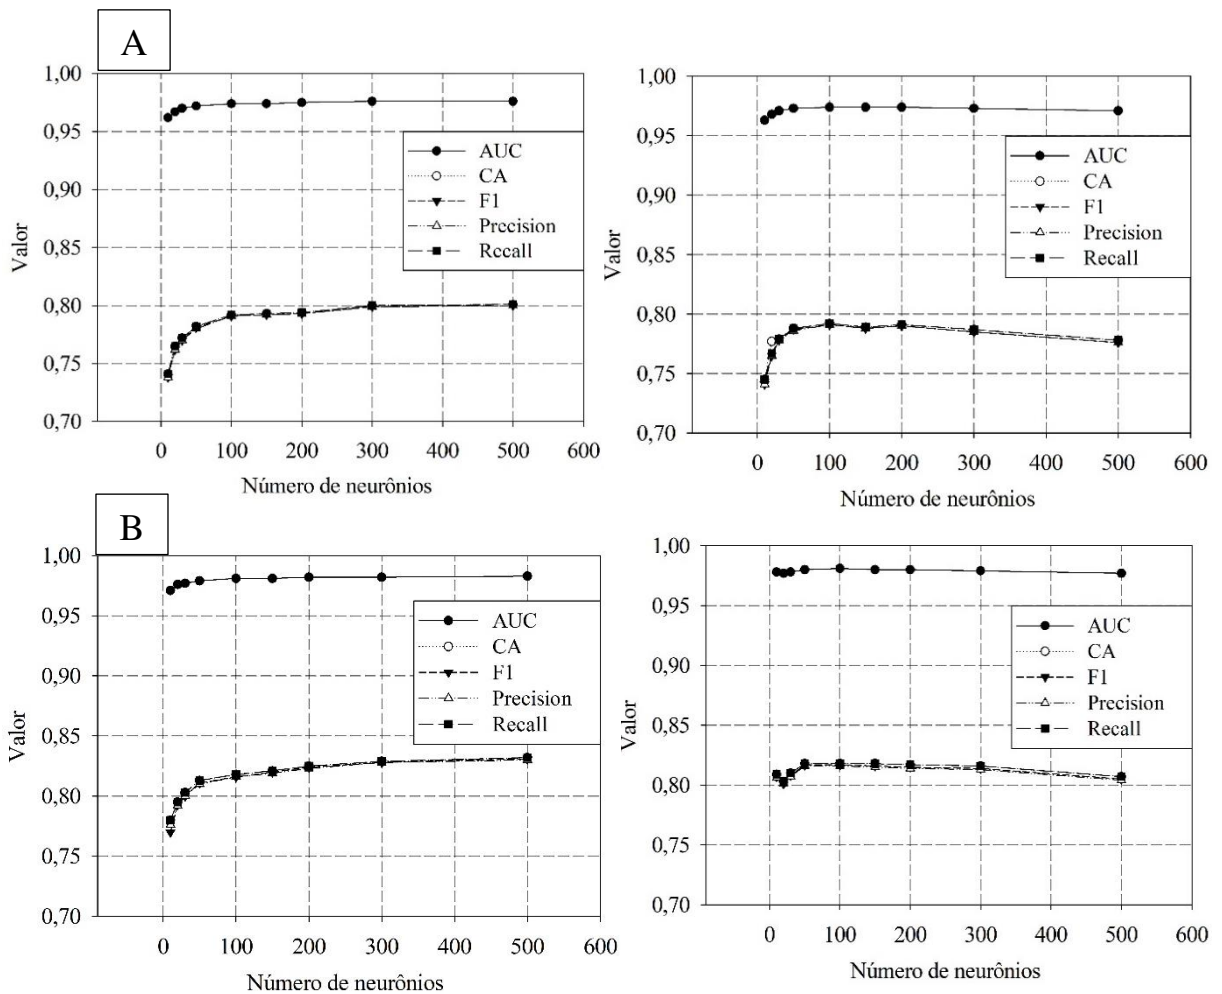 A
1,00
0,95
0,90
0,85
0,80
0,75
0,70
Valor
AUC
CA
F1
Precision
Recall
0 100 200 300 400 500 600
Número de neurônios
1,00
0,95
0,90
0,85
0,80
0,75
0,70
Valor
AUC
CA
F1
Precision
Recall
0 100 200 300 400 500 600
Número de neurônios
B
1,00
0,95
0,90
0,85
0,80
0,75
0,70
Valor
AUC
CA
F1
Precision
Recall
0 100 200 300 400 500 600
Número de neurônios
1,00
0,95
0,90
0,85
0,80
0,75
0,70
Valor
AUC
CA
F1
Precision
Recall
0 100 200 300 400 500 600
Número de neurônios